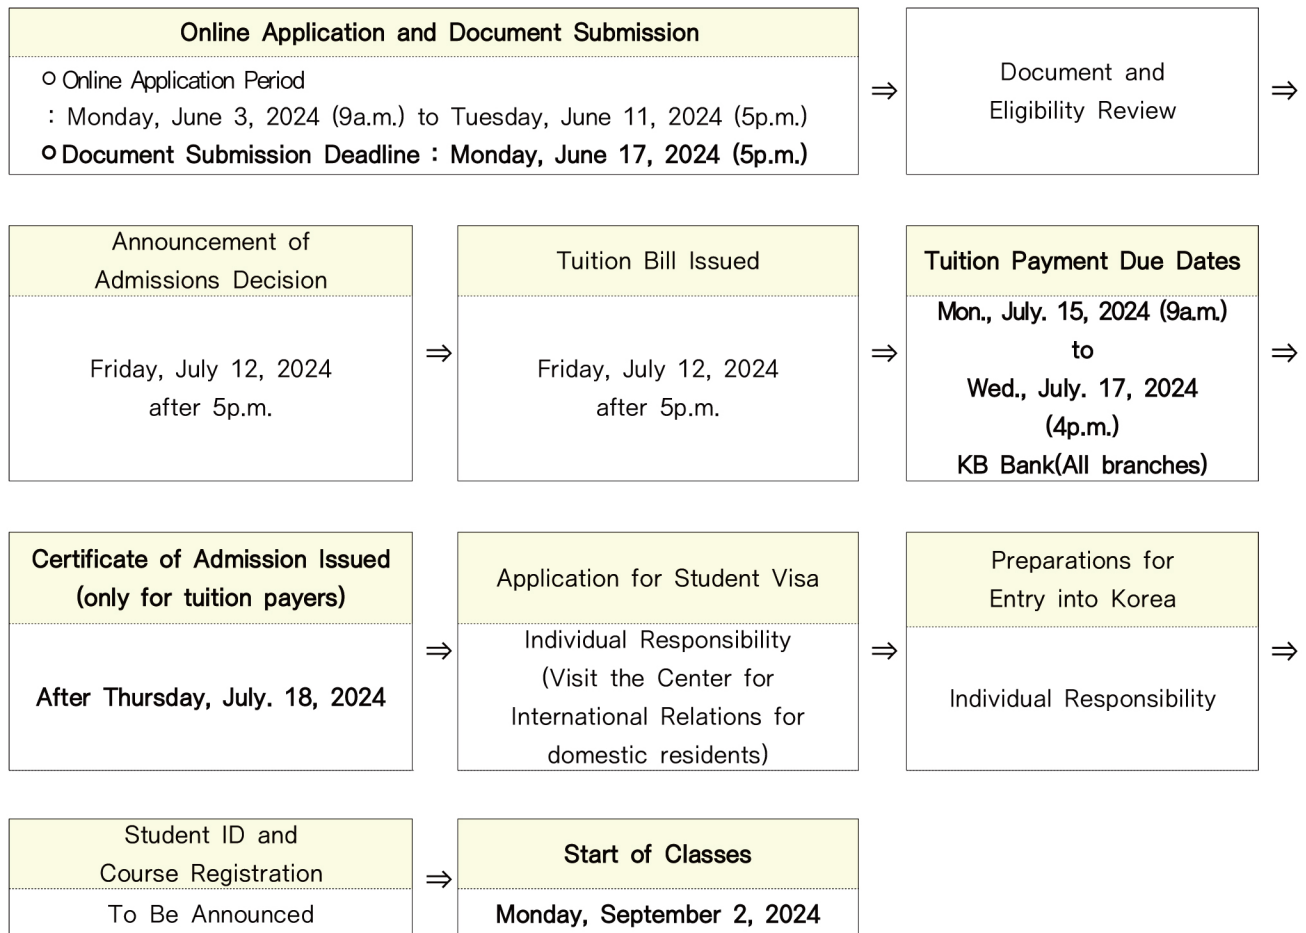 Online Application and Document Submission
○ Online Application Period
: Monday, June 3, 2024 (9a.m.) to Tuesday, June 11, 2024 (5p.m.)
○ Document Submission Deadline : Monday, June 17, 2024 (5p.m.)
⇒
Document and
Eligibility Review
⇒
Announcement of
Admissions Decision
Friday, July 12, 2024
after 5p.m.
⇒
Tuition Bill Issued
Friday, July 12, 2024
after 5p.m.
⇒
Tuition Payment Due Dates
Mon., July. 15, 2024 (9a.m.)
to
Wed., July. 17, 2024
(4p.m.)
KB Bank(All branches)
⇒
Certificate of Admission Issued
(only for tuition payers)
After Thursday, July. 18, 2024
⇒
Application for Student Visa
Individual Responsibility
(Visit the Center for
International Relations for
domestic residents)
⇒
Preparations for
Entry into Korea
Individual Responsibility
⇒
Student ID and
Course Registration
To Be Announced
⇒
Start of Classes
Monday, September 2, 2024